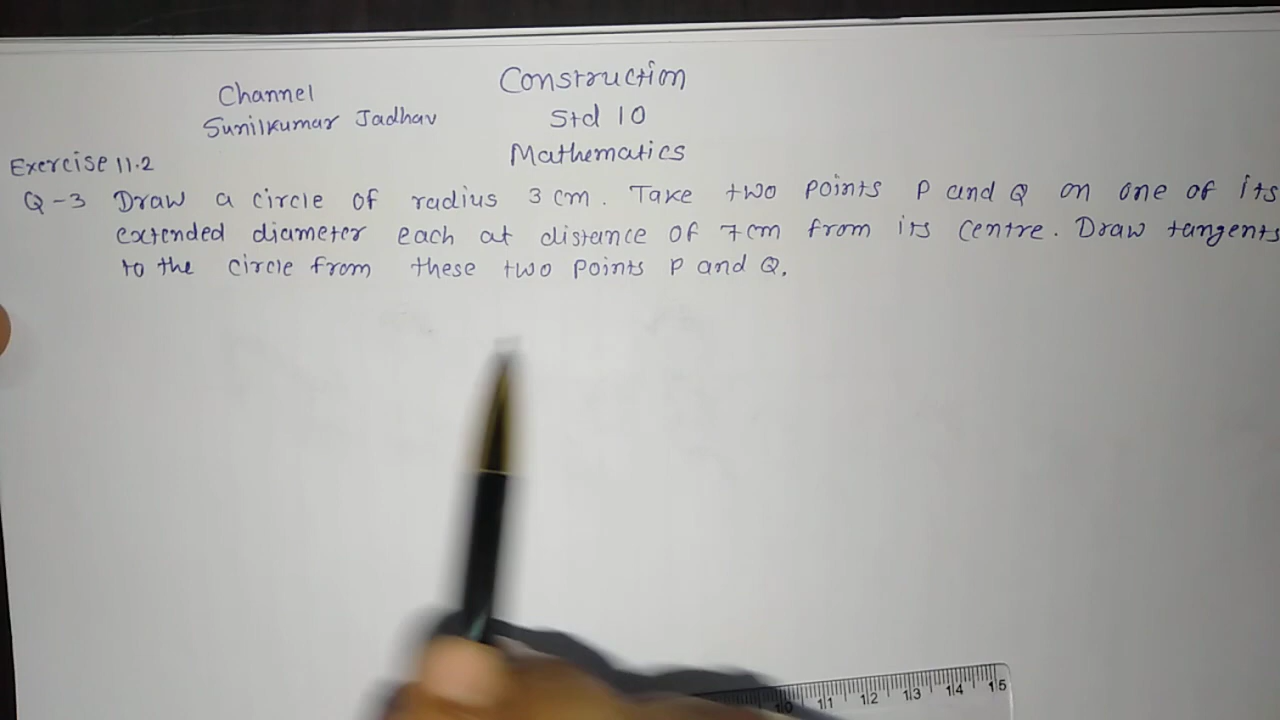 Channel
Sunilkumar Jadhav
Construction
Std 10
Mathematics
Exercise 11.2
Q-3 Draw a circle of radius 3 cm. Take two points P and Q on one of its
extended diameter each at distance of 7cm from its centre. Draw tangents
to the circle from these two points P and Q.
10 11 12 13 14 15